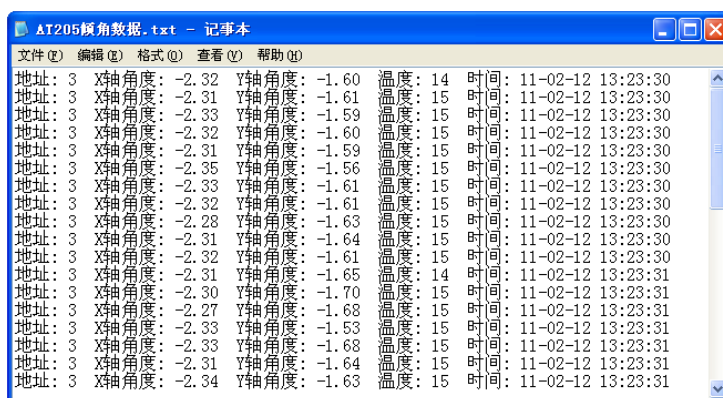 AT205倾角数据.txt - 记事本
文件(F) 编辑(E) 格式(O) 查看(V) 帮助(H)
地址: 3 X轴角度: -2.32 Y轴角度: -1.60 温度: 14 时间: 11-02-12 13:23:30
地址: 3 X轴角度: -2.31 Y轴角度: -1.61 温度: 15 时间: 11-02-12 13:23:30
地址: 3 X轴角度: -2.33 Y轴角度: -1.59 温度: 15 时间: 11-02-12 13:23:30
地址: 3 X轴角度: -2.32 Y轴角度: -1.60 温度: 15 时间: 11-02-12 13:23:30
地址: 3 X轴角度: -2.31 Y轴角度: -1.59 温度: 15 时间: 11-02-12 13:23:30
地址: 3 X轴角度: -2.35 Y轴角度: -1.56 温度: 15 时间: 11-02-12 13:23:30
地址: 3 X轴角度: -2.33 Y轴角度: -1.61 温度: 15 时间: 11-02-12 13:23:30
地址: 3 X轴角度: -2.32 Y轴角度: -1.61 温度: 15 时间: 11-02-12 13:23:30
地址: 3 X轴角度: -2.28 Y轴角度: -1.63 温度: 15 时间: 11-02-12 13:23:30
地址: 3 X轴角度: -2.31 Y轴角度: -1.64 温度: 15 时间: 11-02-12 13:23:30
地址: 3 X轴角度: -2.32 Y轴角度: -1.61 温度: 15 时间: 11-02-12 13:23:30
地址: 3 X轴角度: -2.31 Y轴角度: -1.65 温度: 14 时间: 11-02-12 13:23:31
地址: 3 X轴角度: -2.30 Y轴角度: -1.70 温度: 15 时间: 11-02-12 13:23:31
地址: 3 X轴角度: -2.27 Y轴角度: -1.68 温度: 15 时间: 11-02-12 13:23:31
地址: 3 X轴角度: -2.33 Y轴角度: -1.53 温度: 15 时间: 11-02-12 13:23:31
地址: 3 X轴角度: -2.33 Y轴角度: -1.68 温度: 15 时间: 11-02-12 13:23:31
地址: 3 X轴角度: -2.31 Y轴角度: -1.64 温度: 15 时间: 11-02-12 13:23:31
地址: 3 X轴角度: -2.34 Y轴角度: -1.63 温度: 15 时间: 11-02-12 13:23:31